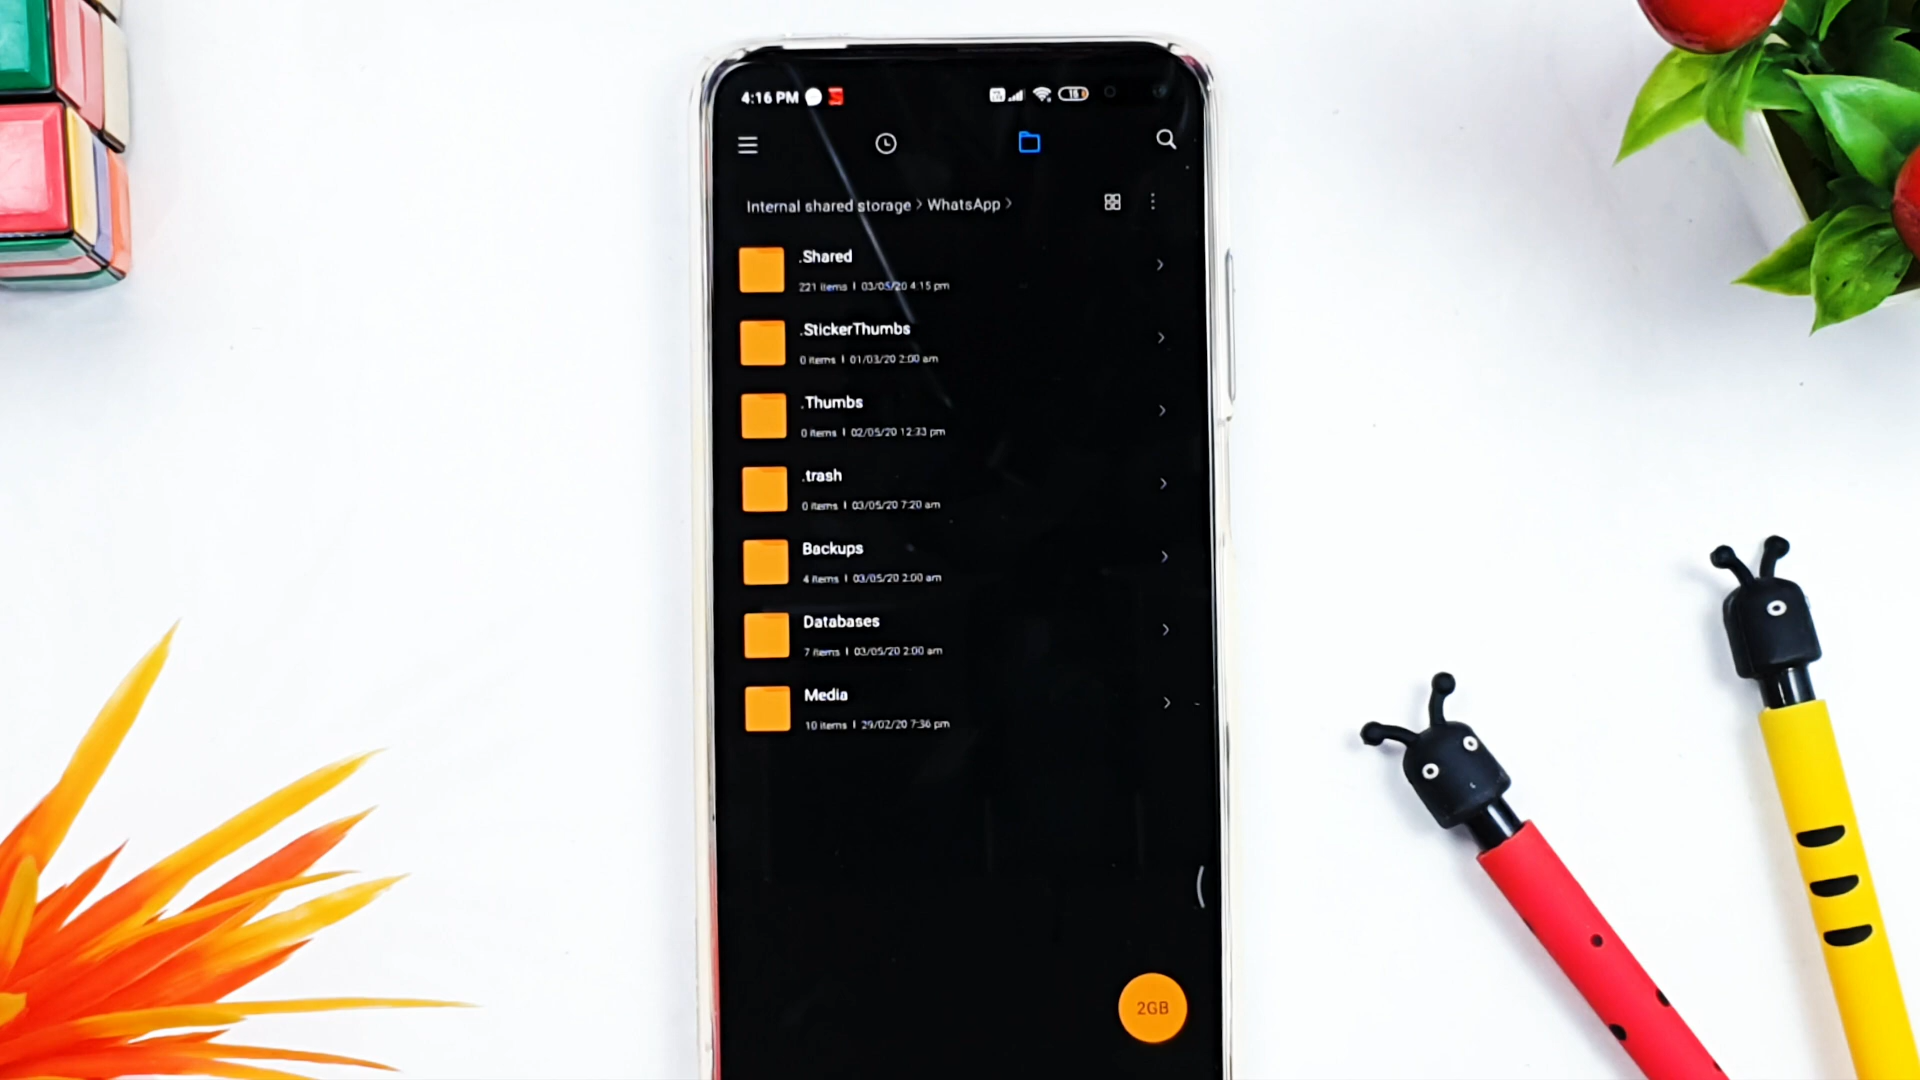 4:16 PM
16
Internal shared storage > WhatsApp >
.Shared
221 items | 03/05/20 4:15 pm
.StickerThumbs
0 items | 01/03/20 2:00 am
.Thumbs
0 items | 02/05/20 12:33 pm
.trash
0 items | 03/05/20 7:20 am
Backups
4 items | 03/05/20 2:00 am
Databases
7 items | 03/05/20 2:00 am
Media
10 items | 29/02/20 7:36 pm
2GB